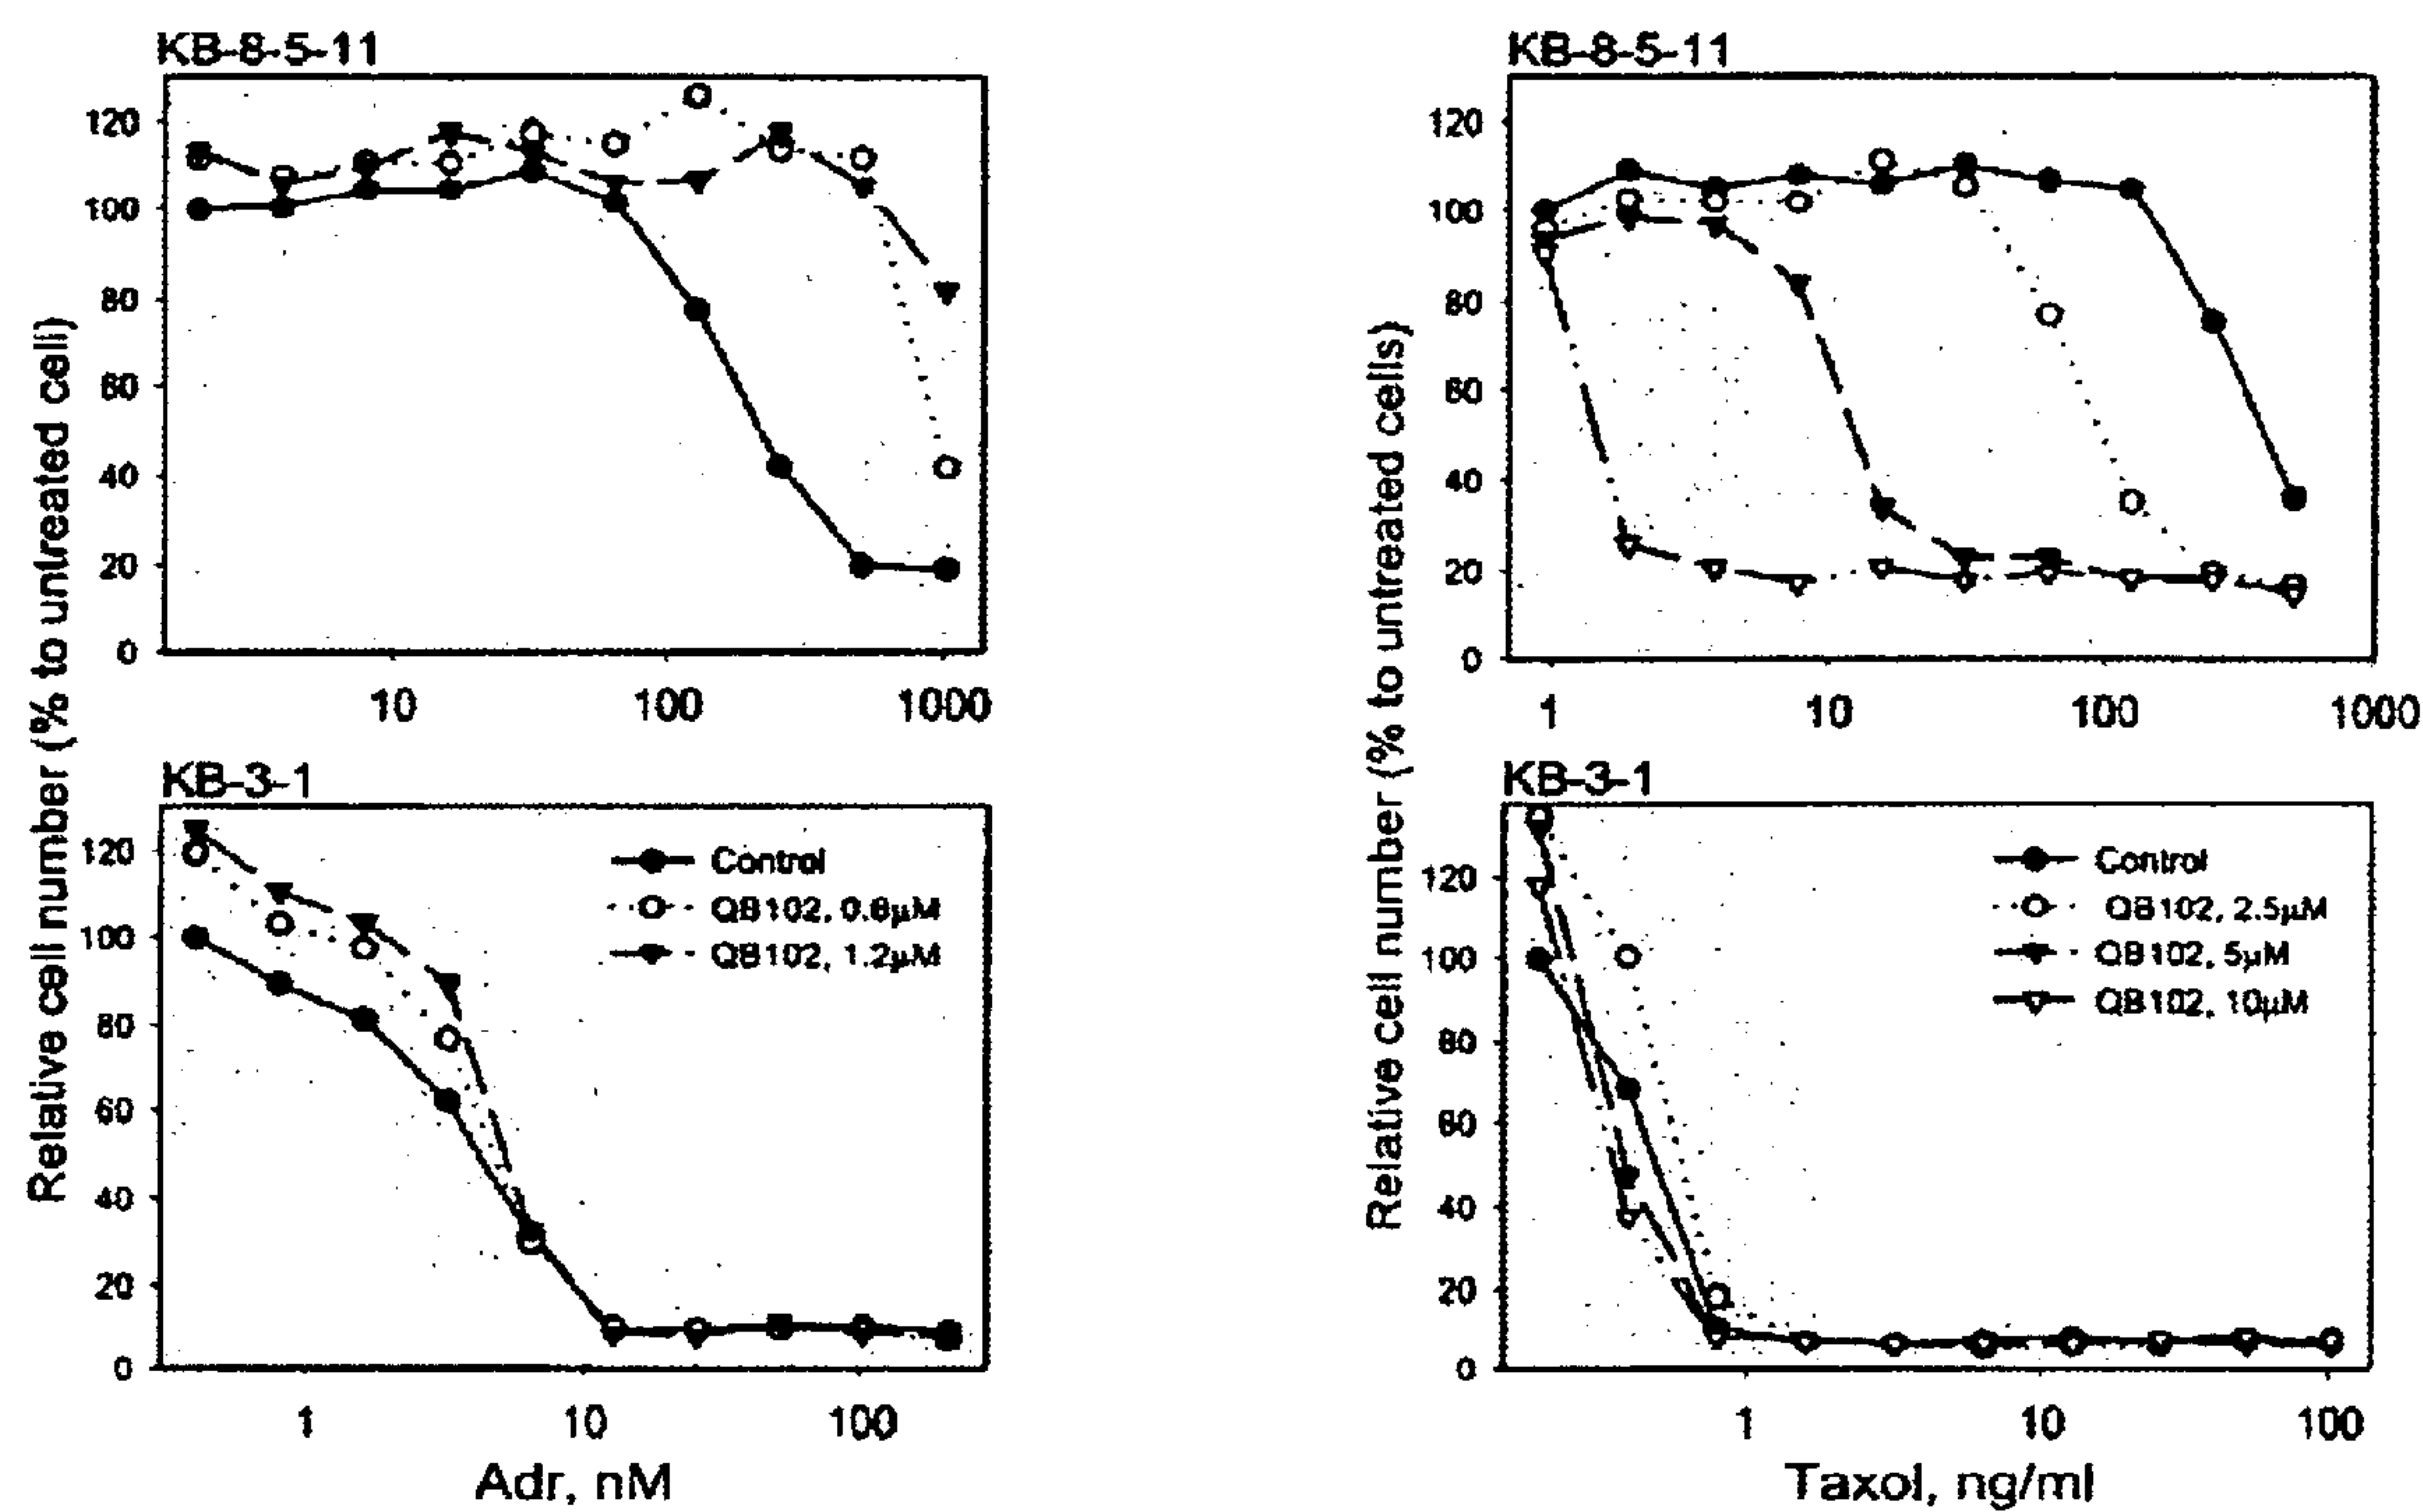 KB-8-5-11
120
100
80
60
40
20
0
10 100 1000
KB-3-1
120
100
80
60
40
20
0
1 10 100
Control
QB102, 0.6µM
QB102, 1.2µM
Relative cell number (% to untreated cell)
Adr, nM
KB-8-5-11
120
100
80
60
40
20
0
1 10 100 1000
KB-3-1
120
100
80
60
40
20
0
1 10 100
Control
QB102, 2.5µM
QB102, 5µM
QB102, 10µM
Relative cell number (% to untreated cells)
Taxol, ng/ml